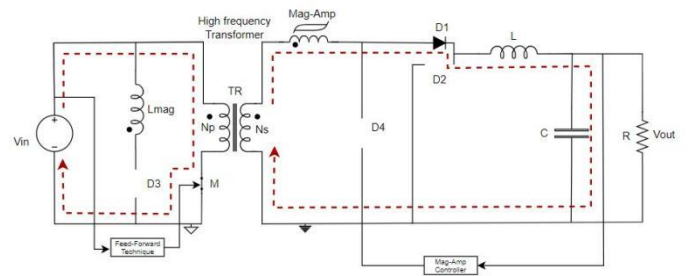 Mag-Amp
High frequency
Transformer
D1
L
D2
TR
Lmag
Np
Ns
D4
Vin
+
−
C
R
Vout
D3
M
Feed-Forward
Technique
Mag-Amp
Controller